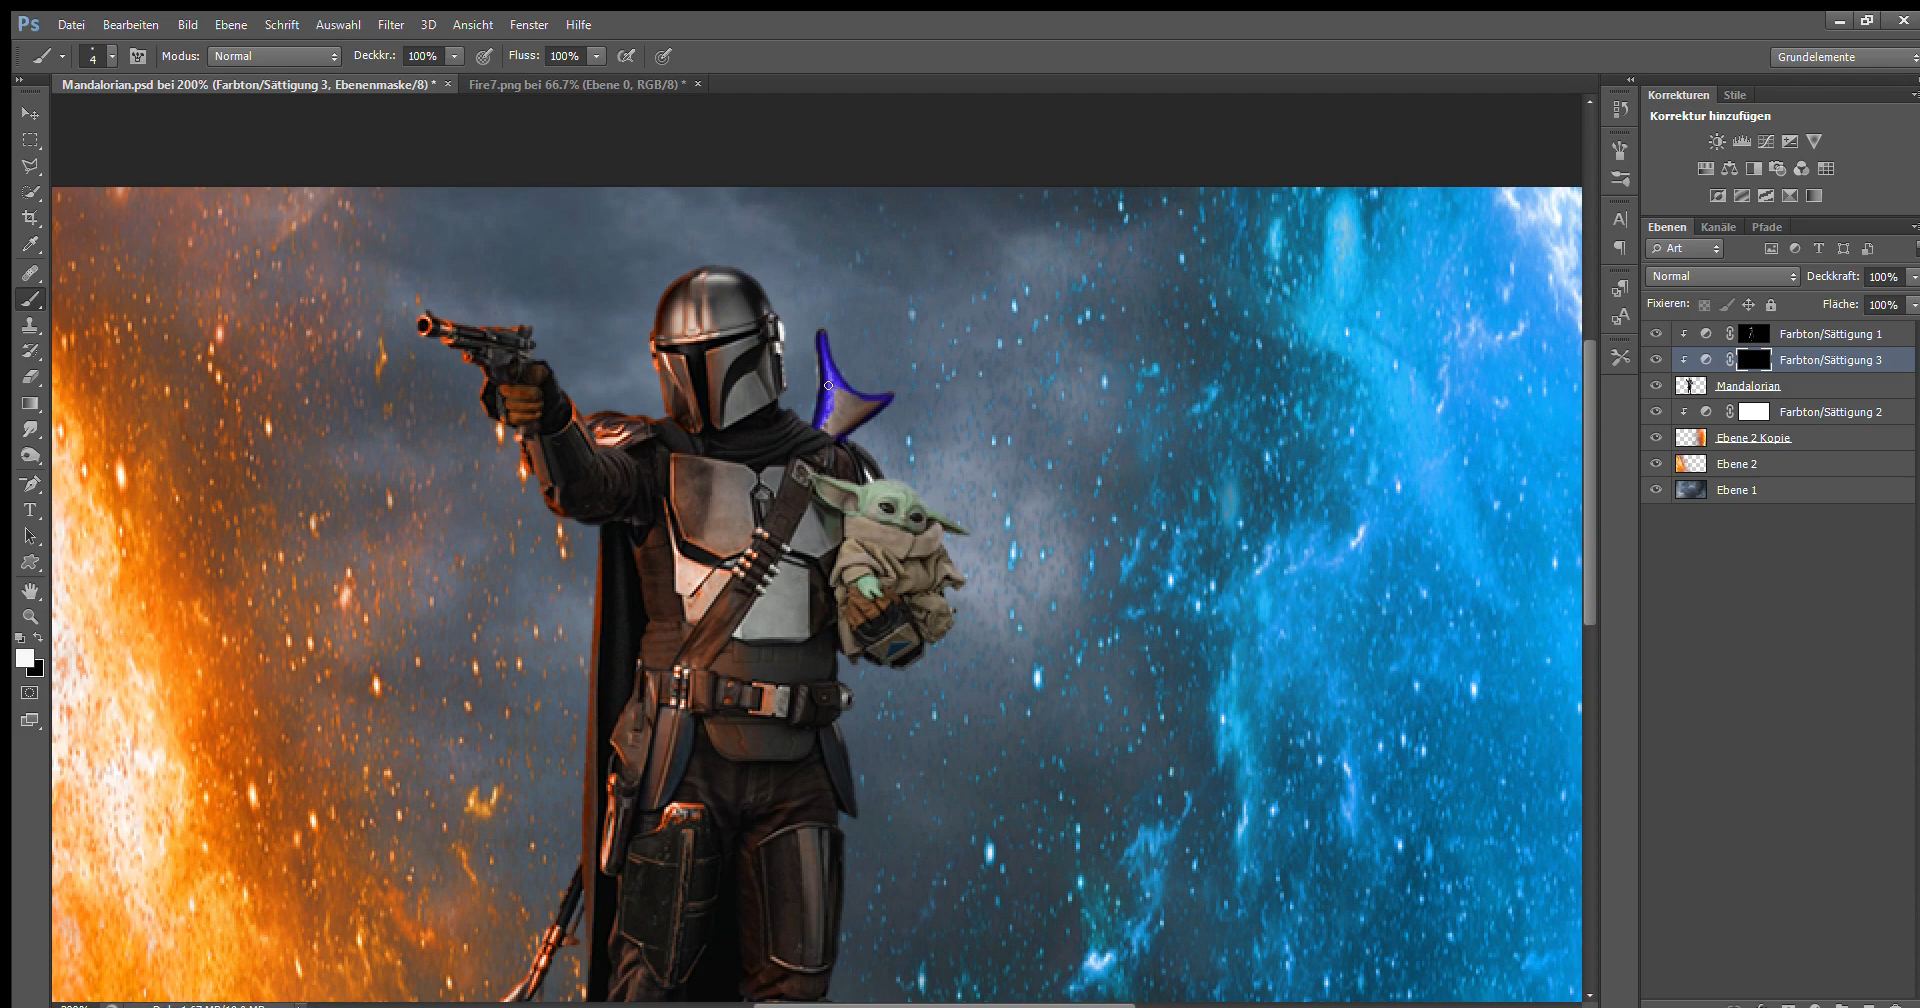 Ps Datei Bearbeiten Bild Ebene Schrift Auswahl Filter 3D Ansicht Fenster Hilfe
4 Modus: Normal Deckkr.: 100% Fluss: 100% Grundelemente
Mandalorian.psd bei 200% (Farbton/Sättigung 3, Ebenenmaske/8) * × Fire7.png bei 66.7% (Ebene 0, RGB/8) * ×
Korrekturen Stile
Korrektur hinzufügen
Ebenen Kanäle Pfade
Art
Normal Deckkraft: 100%
Fixieren: Fläche: 100%
Farbton/Sättigung 1
Farbton/Sättigung 3
Mandalorian
Farbton/Sättigung 2
Ebene 2 Kopie
Ebene 2
Ebene 1